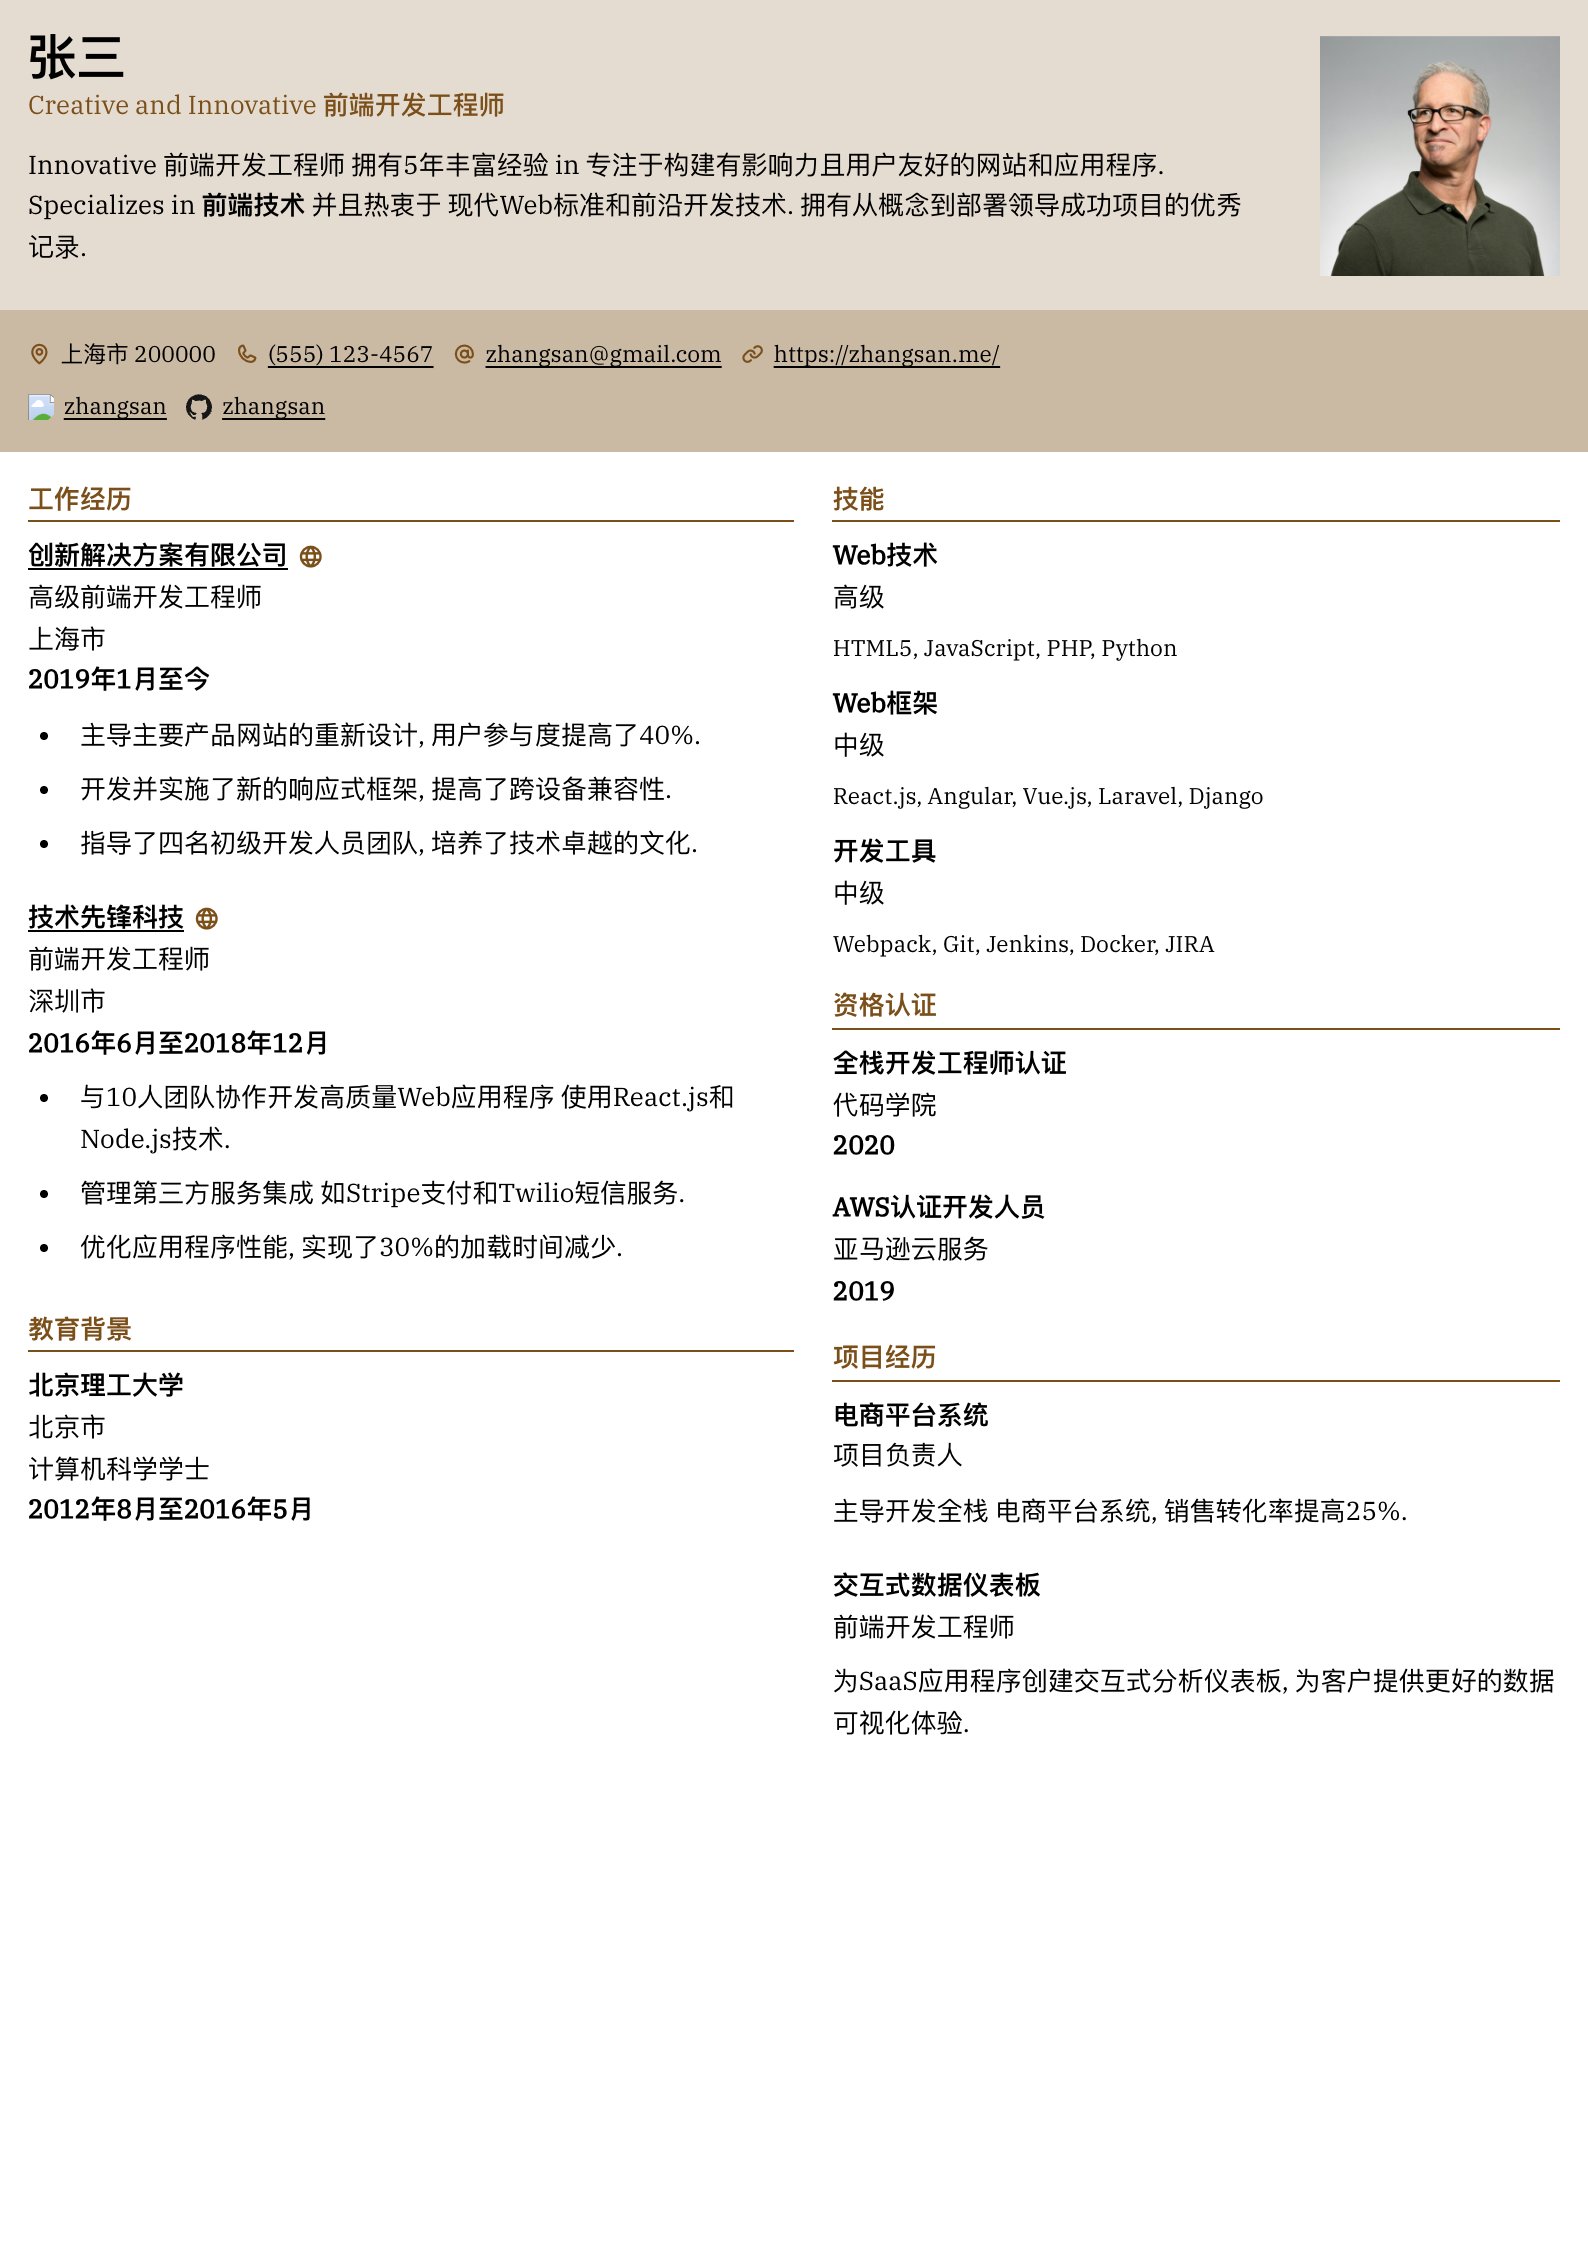 张三
Creative and Innovative 前端开发工程师
Innovative 前端开发工程师 拥有5年丰富经验 in 专注于构建有影响力且用户友好的网站和应用程序.
Specializes in 前端技术 并且热衷于 现代Web标准和前沿开发技术. 拥有从概念到部署领导成功项目的优秀
记录.
上海市 200000 (555) 123-4567 zhangsan@gmail.com https://zhangsan.me/
zhangsan zhangsan
工作经历
创新解决方案有限公司
高级前端开发工程师
上海市
2019年1月至今
• 主导主要产品网站的重新设计, 用户参与度提高了40%.
• 开发并实施了新的响应式框架, 提高了跨设备兼容性.
• 指导了四名初级开发人员团队, 培养了技术卓越的文化.
技术先锋科技
前端开发工程师
深圳市
2016年6月至2018年12月
• 与10人团队协作开发高质量Web应用程序 使用React.js和
Node.js技术.
• 管理第三方服务集成 如Stripe支付和Twilio短信服务.
• 优化应用程序性能, 实现了30%的加载时间减少.
教育背景
北京理工大学
北京市
计算机科学学士
2012年8月至2016年5月
技能
Web技术
高级
HTML5, JavaScript, PHP, Python
Web框架
中级
React.js, Angular, Vue.js, Laravel, Django
开发工具
中级
Webpack, Git, Jenkins, Docker, JIRA
资格认证
全栈开发工程师认证
代码学院
2020
AWS认证开发人员
亚马逊云服务
2019
项目经历
电商平台系统
项目负责人
主导开发全栈 电商平台系统, 销售转化率提高25%.
交互式数据仪表板
前端开发工程师
为SaaS应用程序创建交互式分析仪表板, 为客户提供更好的数据
可视化体验.